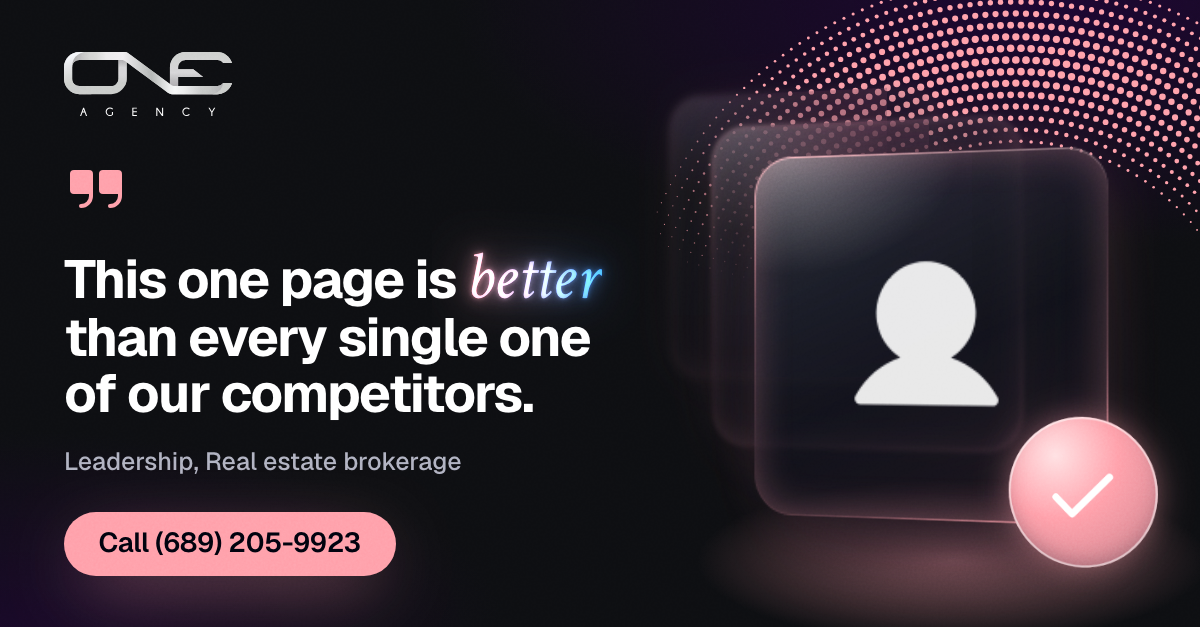 ONE
AGENCY
”
This one page is better
than every single one
of our competitors.
Leadership, Real estate brokerage
Call (689) 205-9923